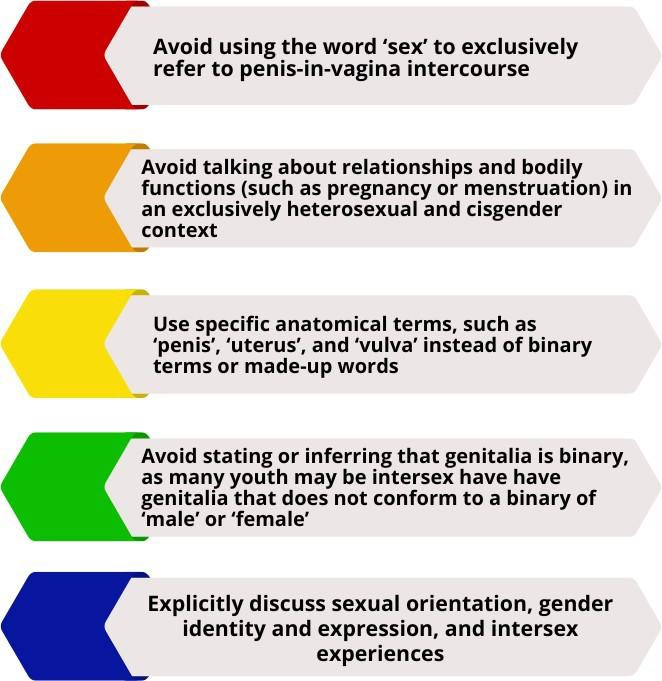 Avoid using the word ‘sex’ to exclusively
refer to penis-in-vagina intercourse
Avoid talking about relationships and bodily
functions (such as pregnancy or menstruation) in
an exclusively heterosexual and cisgender
context
Use specific anatomical terms, such as
‘penis’, ‘uterus’, and ‘vulva’ instead of binary
terms or made-up words
Avoid stating or inferring that genitalia is binary,
as many youth may be intersex have have
genitalia that does not conform to a binary of
‘male’ or ‘female’
Explicitly discuss sexual orientation, gender
identity and expression, and intersex
experiences